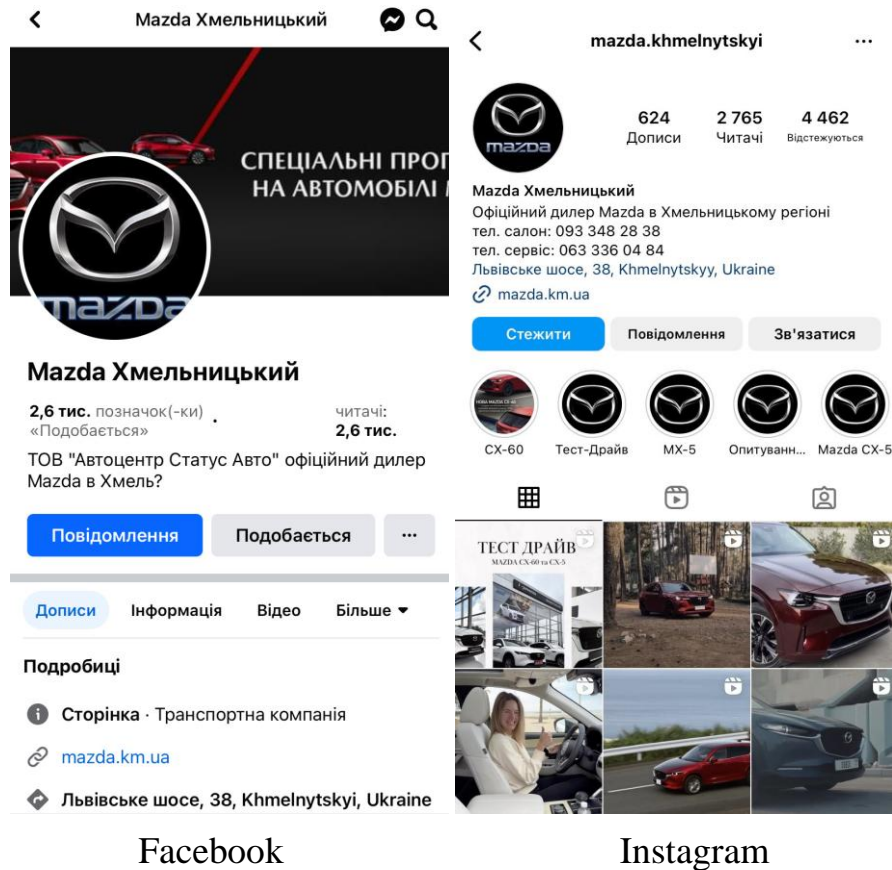 Mazda Хмельницький
СПЕЦІАЛЬНІ ПРОГ
НА АВТОМОБІЛІ
mazda
Mazda Хмельницький
2,6 тис. позначок(-ки) · читачі:
«Подобається» 2,6 тис.
ТОВ "Автоцентр Статус Авто" офіційний дилер
Mazda в Хмель?
Повідомлення Подобається ...
Дописи Інформація Відео Більше
Подробиці
Сторінка · Транспортна компанія
mazda.km.ua
Львівське шосе, 38, Khmelnytskyi, Ukraine
Facebook
mazda.khmelnytskyi ...
mazda
624 2 765 4 462
Дописи Читачі Відстежуються
Mazda Хмельницький
Офіційний дилер Mazda в Хмельницькому регіоні
тел. салон: 093 348 28 38
тел. сервіс: 063 336 04 84
Львівське шосе, 38, Khmelnytskyy, Ukraine
mazda.km.ua
Стежити Повідомлення Зв'язатися
CX-60 Тест-Драйв MX-5 Опитуванн... Mazda CX-5
ТЕСТ ДРАЙВ
MAZDA CX-60 та CX-5
Instagram